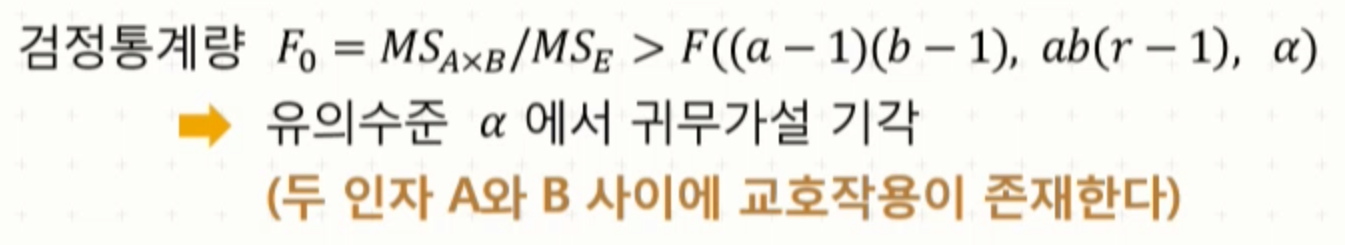 검정통계량 F₀ = MS_{A×B}/MS_E > F((a − 1)(b − 1), ab(r − 1), α)
유의수준 α 에서 귀무가설 기각
(두 인자 A와 B 사이에 교호작용이 존재한다)